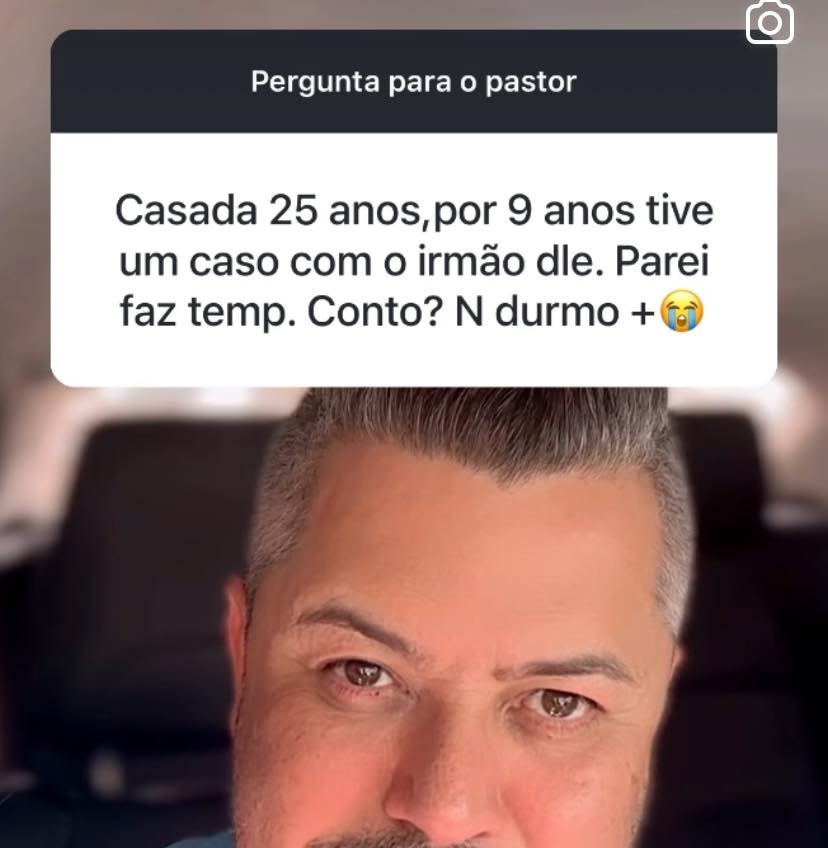 Pergunta para o pastor
Casada 25 anos,por 9 anos tive
um caso com o irmão dle. Parei
faz temp. Conto? N durmo +😭